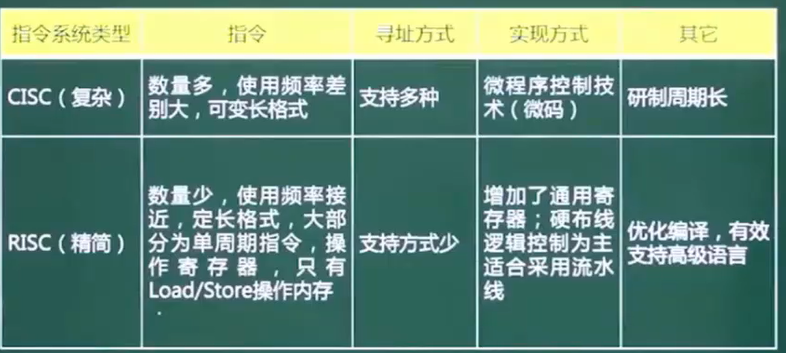 指令系统类型
指令
寻址方式
实现方式
其它
CISC（复杂）
数量多，使用频率差
别大，可变长格式
支持多种
微程序控制技
术（微码）
研制周期长
RISC（精简）
数量少，使用频率接
近，定长格式，大部
分为单周期指令，操
作寄存器，只有
Load/Store操作内存
.
支持方式少
增加了通用寄
存器；硬布线
逻辑控制为主
适合采用流水
线
优化编译，有效
支持高级语言